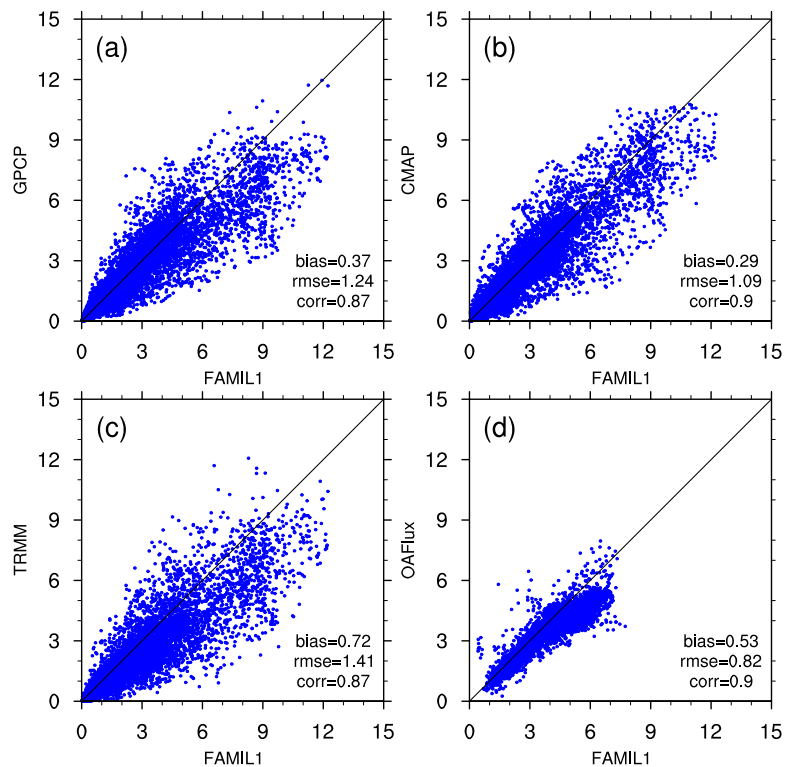 15
(a)
12
9
GPCP
6
3
bias=0.37
rmse=1.24
corr=0.87
0
0 3 6 9 12 15
FAMIL1
15
(b)
12
9
CMAP
6
3
bias=0.29
rmse=1.09
corr=0.9
0
0 3 6 9 12 15
FAMIL1
15
(c)
12
9
TRMM
6
3
bias=0.72
rmse=1.41
corr=0.87
0
0 3 6 9 12 15
FAMIL1
15
(d)
12
9
OAFlux
6
3
bias=0.53
rmse=0.82
corr=0.9
0
0 3 6 9 12 15
FAMIL1